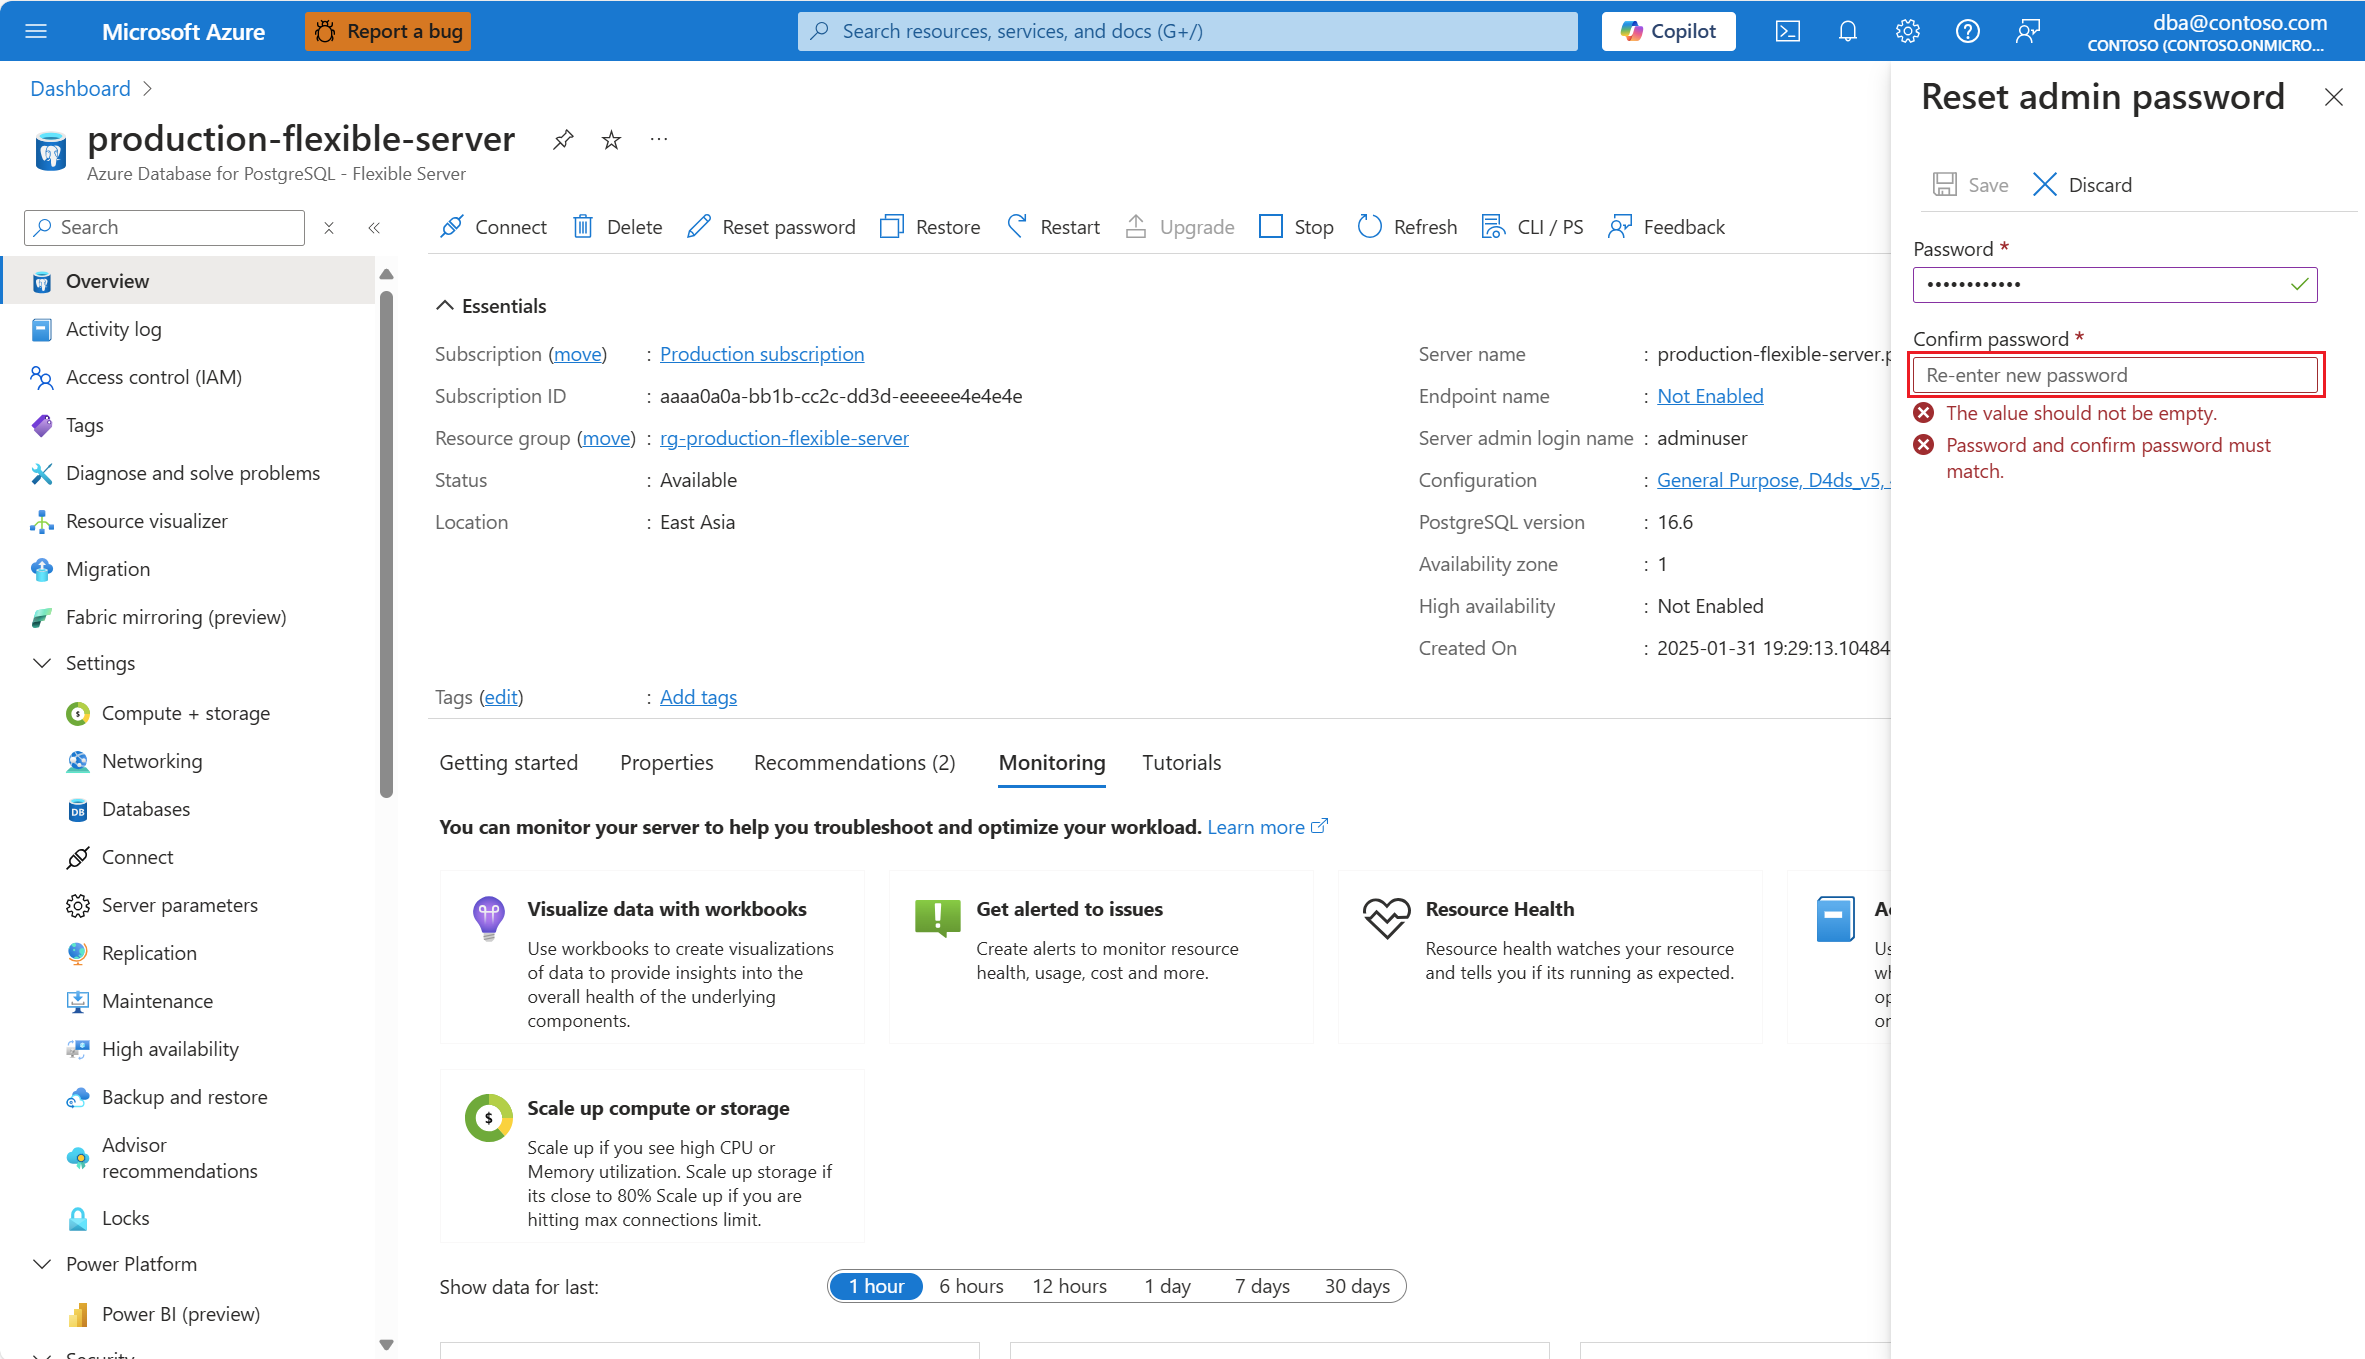 Microsoft Azure
Report a bug
Search resources, services, and docs (G+/)
Copilot
dba@contoso.com
CONTOSO (CONTOSO.ONMICRO...
Dashboard
production-flexible-server
Azure Database for PostgreSQL - Flexible Server
Search
Overview
Activity log
Access control (IAM)
Tags
Diagnose and solve problems
Resource visualizer
Migration
Fabric mirroring (preview)
Settings
Compute + storage
Networking
Databases
Connect
Server parameters
Replication
Maintenance
High availability
Backup and restore
Advisor
recommendations
Locks
Power Platform
Power BI (preview)
Security
Connect
Delete
Reset password
Restore
Restart
Upgrade
Stop
Refresh
CLI / PS
Feedback
Essentials
Subscription (move) : Production subscription
Subscription ID : aaaa0a0a-bb1b-cc2c-dd3d-eeeeee4e4e4e
Resource group (move) : rg-production-flexible-server
Status : Available
Location : East Asia
Server name : production-flexible-server.p
Endpoint name : Not Enabled
Server admin login name : adminuser
Configuration : General Purpose, D4ds_v5,
PostgreSQL version : 16.6
Availability zone : 1
High availability : Not Enabled
Created On : 2025-01-31 19:29:13.10484
Tags (edit) : Add tags
Getting started
Properties
Recommendations (2)
Monitoring
Tutorials
You can monitor your server to help you troubleshoot and optimize your workload. Learn more
Visualize data with workbooks
Use workbooks to create visualizations
of data to provide insights into the
overall health of the underlying
components.
Get alerted to issues
Create alerts to monitor resource
health, usage, cost and more.
Resource Health
Resource health watches your resource
and tells you if its running as expected.
Scale up compute or storage
Scale up if you see high CPU or
Memory utilization. Scale up storage if
its close to 80% Scale up if you are
hitting max connections limit.
Show data for last:
1 hour
6 hours
12 hours
1 day
7 days
30 days
Reset admin password
Save
Discard
Password *
••••••••••••
Confirm password *
Re-enter new password
The value should not be empty.
Password and confirm password must
match.